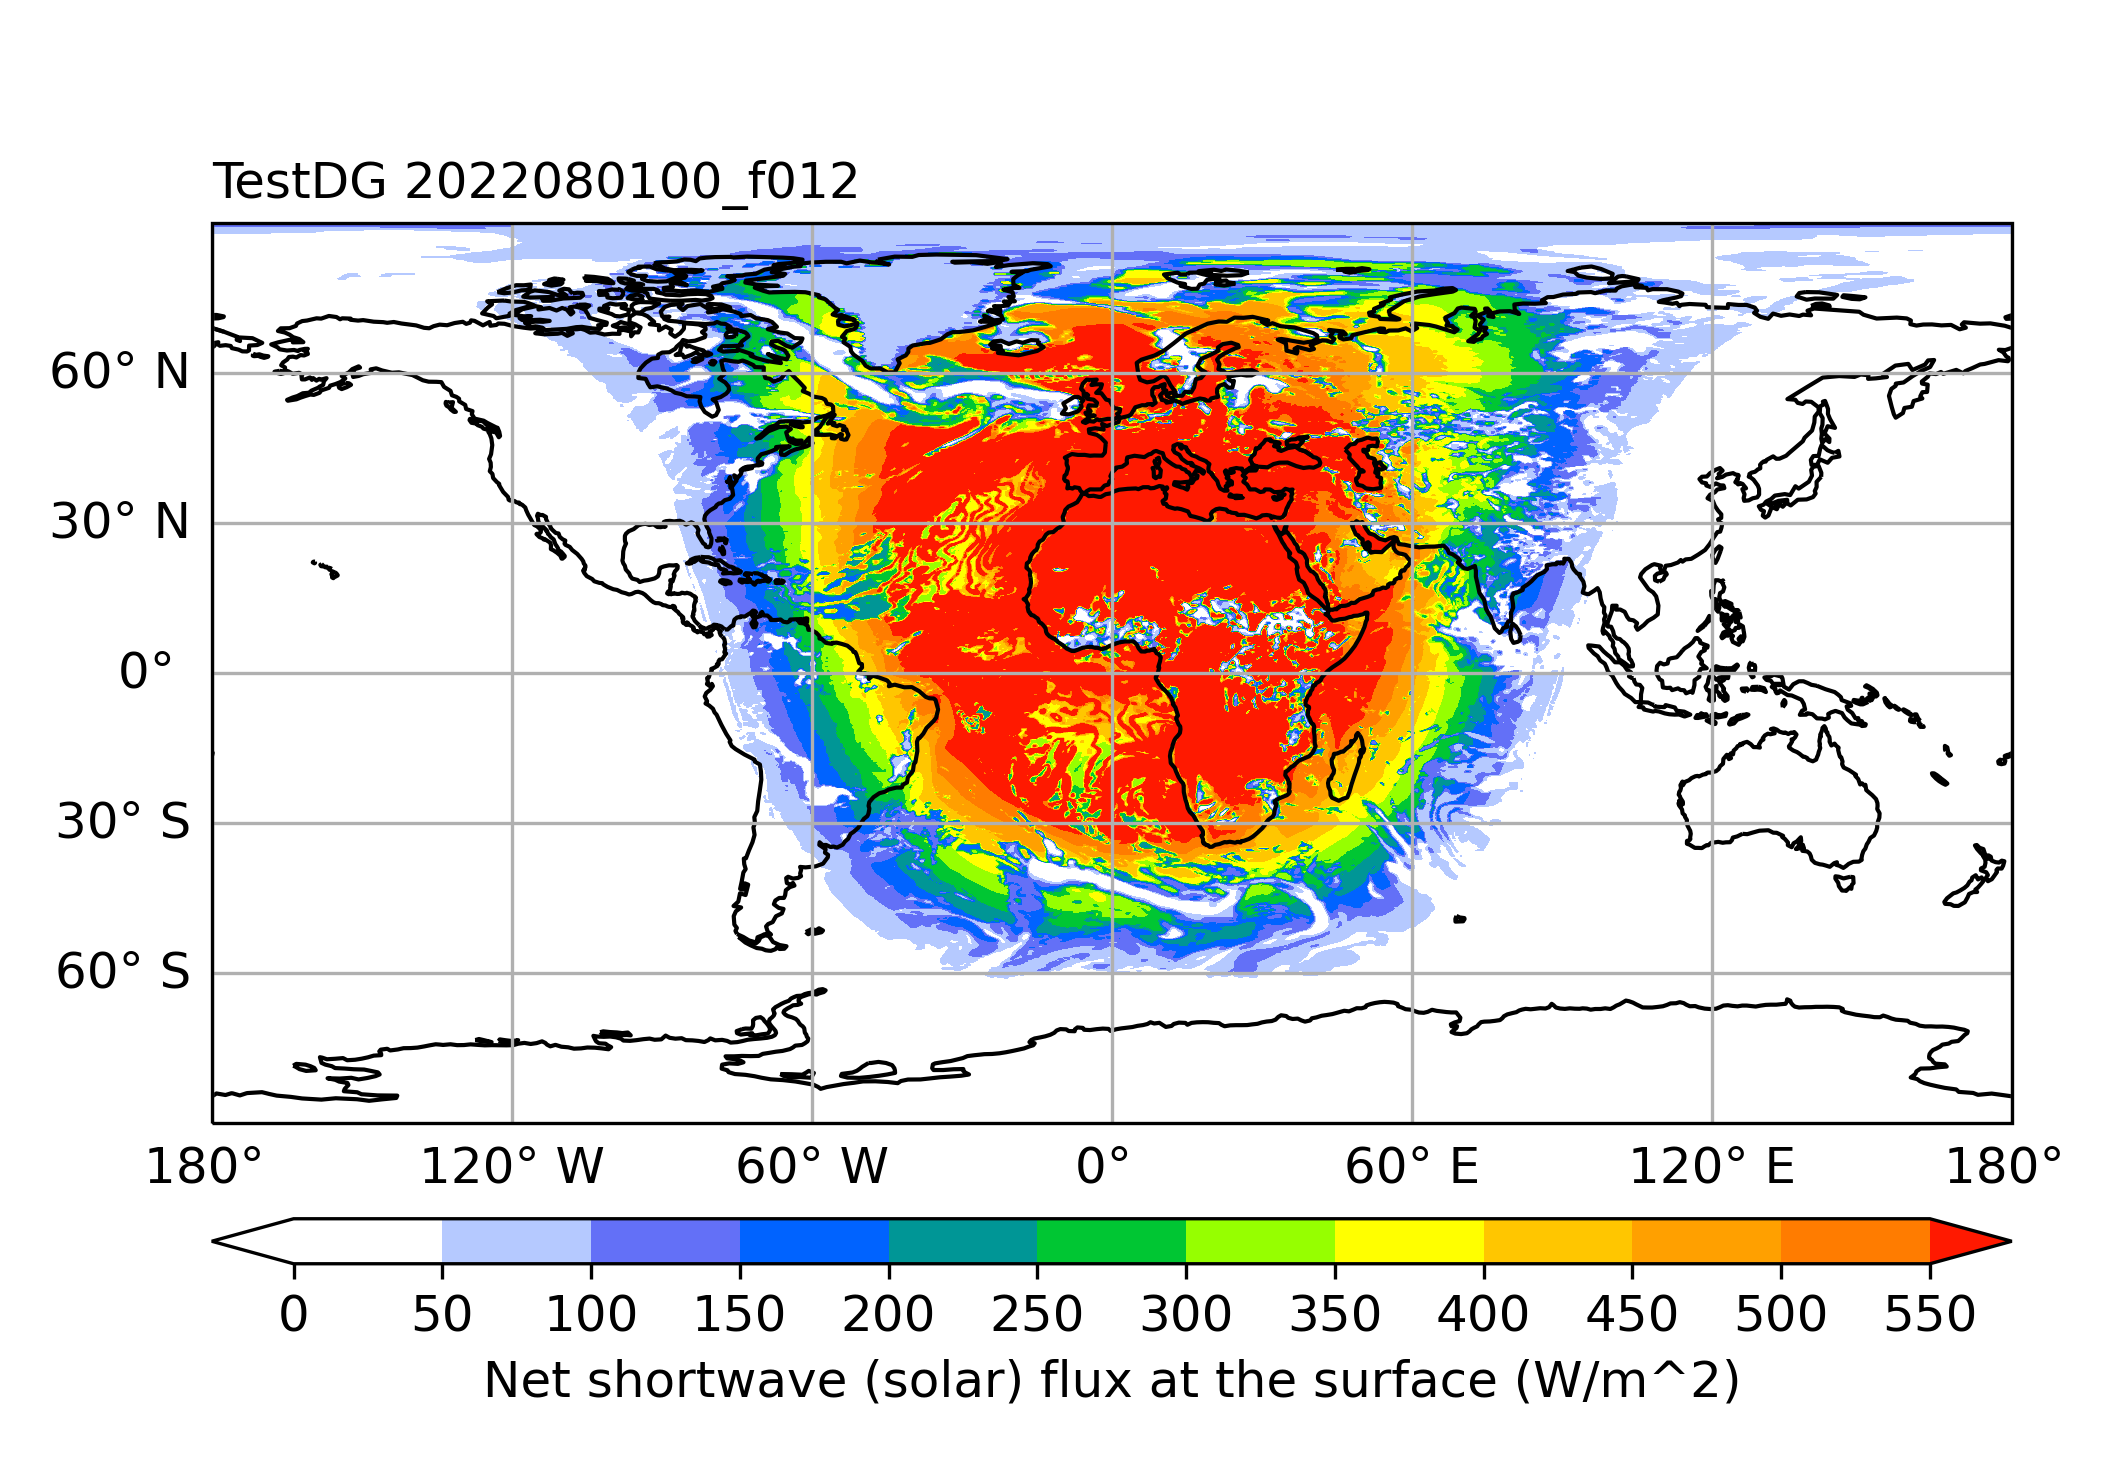 TestDG 2022080100_f012
60° N
30° N
0°
30° S
60° S
180° 120° W 60° W 0° 60° E 120° E 180°
0 50 100 150 200 250 300 350 400 450 500 550
Net shortwave (solar) flux at the surface (W/m^2)